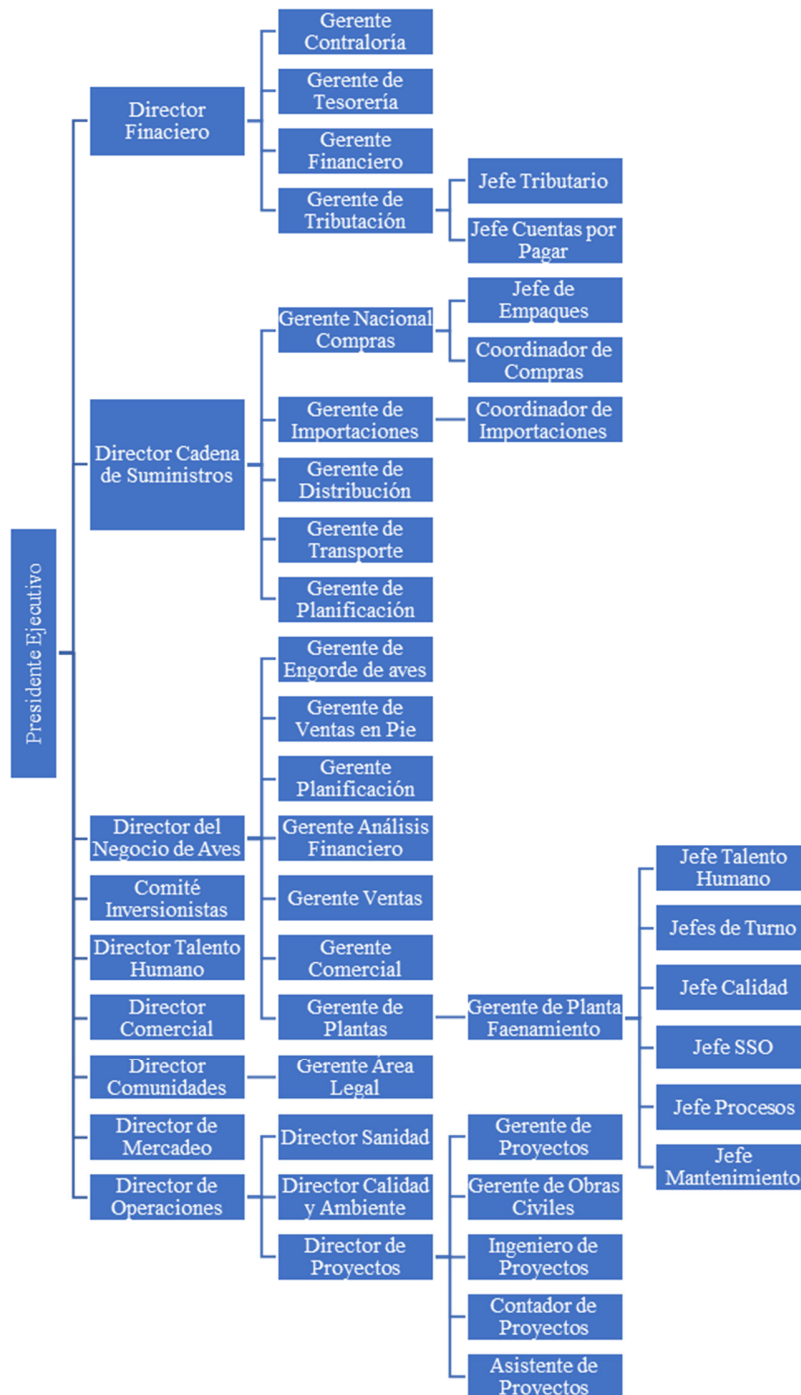 Presidente Ejecutivo
Director
Finaciero
Gerente
Contraloría
Gerente de
Tesorería
Gerente
Financiero
Gerente de
Tributación
Jefe Tributario
Jefe Cuentas por
Pagar
Director Cadena
de Suministros
Gerente Nacional
Compras
Jefe de
Empaques
Coordinador de
Compras
Gerente de
Importaciones
Coordinador de
Importaciones
Gerente de
Distribución
Gerente de
Transporte
Gerente de
Planificación
Director del
Negocio de Aves
Gerente de
Engorde de aves
Gerente de
Ventas en Pie
Gerente
Planificación
Gerente Análisis
Financiero
Gerente Ventas
Gerente
Comercial
Gerente de
Plantas
Gerente de Planta
Faenamiento
Jefe Talento
Humano
Jefes de Turno
Jefe Calidad
Jefe SSO
Jefe Procesos
Jefe
Mantenimiento
Comité
Inversionistas
Director Talento
Humano
Director
Comercial
Director
Comunidades
Gerente Área
Legal
Director de
Mercadeo
Director de
Operaciones
Director Sanidad
Director Calidad
y Ambiente
Director de
Proyectos
Gerente de
Proyectos
Gerente de Obras
Civiles
Ingeniero de
Proyectos
Contador de
Proyectos
Asistente de
Proyectos